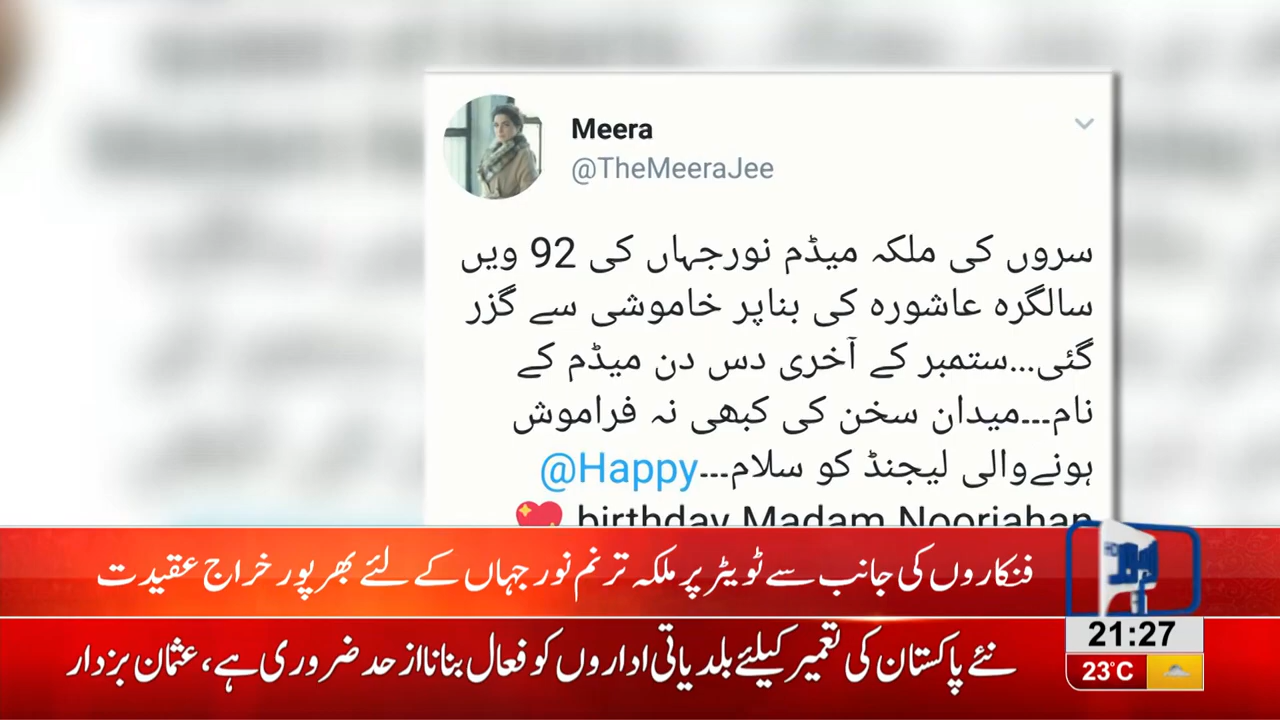 Meera
@TheMeeraJee
سروں کی ملکہ میڈم نورجہاں کی 92 ویں
سالگرہ عاشورہ کی بناپر خاموشی سے گزر
گئی...ستمبر کے آخری دس دن میڈم کے
نام---میدان سخن کی کبھی نہ فراموش
ہونےوالی لیجنڈ کو سلام---@Happy
birthday Madam Noorjahan 💖
فنکاروں کی جانب سے ٹویٹر پر ملکہ ترنم نور جہاں کے لئے بھرپور خراج عقیدت
نئے پاکستان کی تعمیر کیلئے بلدیاتی اداروں کو فعال بنانا از حد ضروری ہے، عثمان بزدار
21:27
23°C